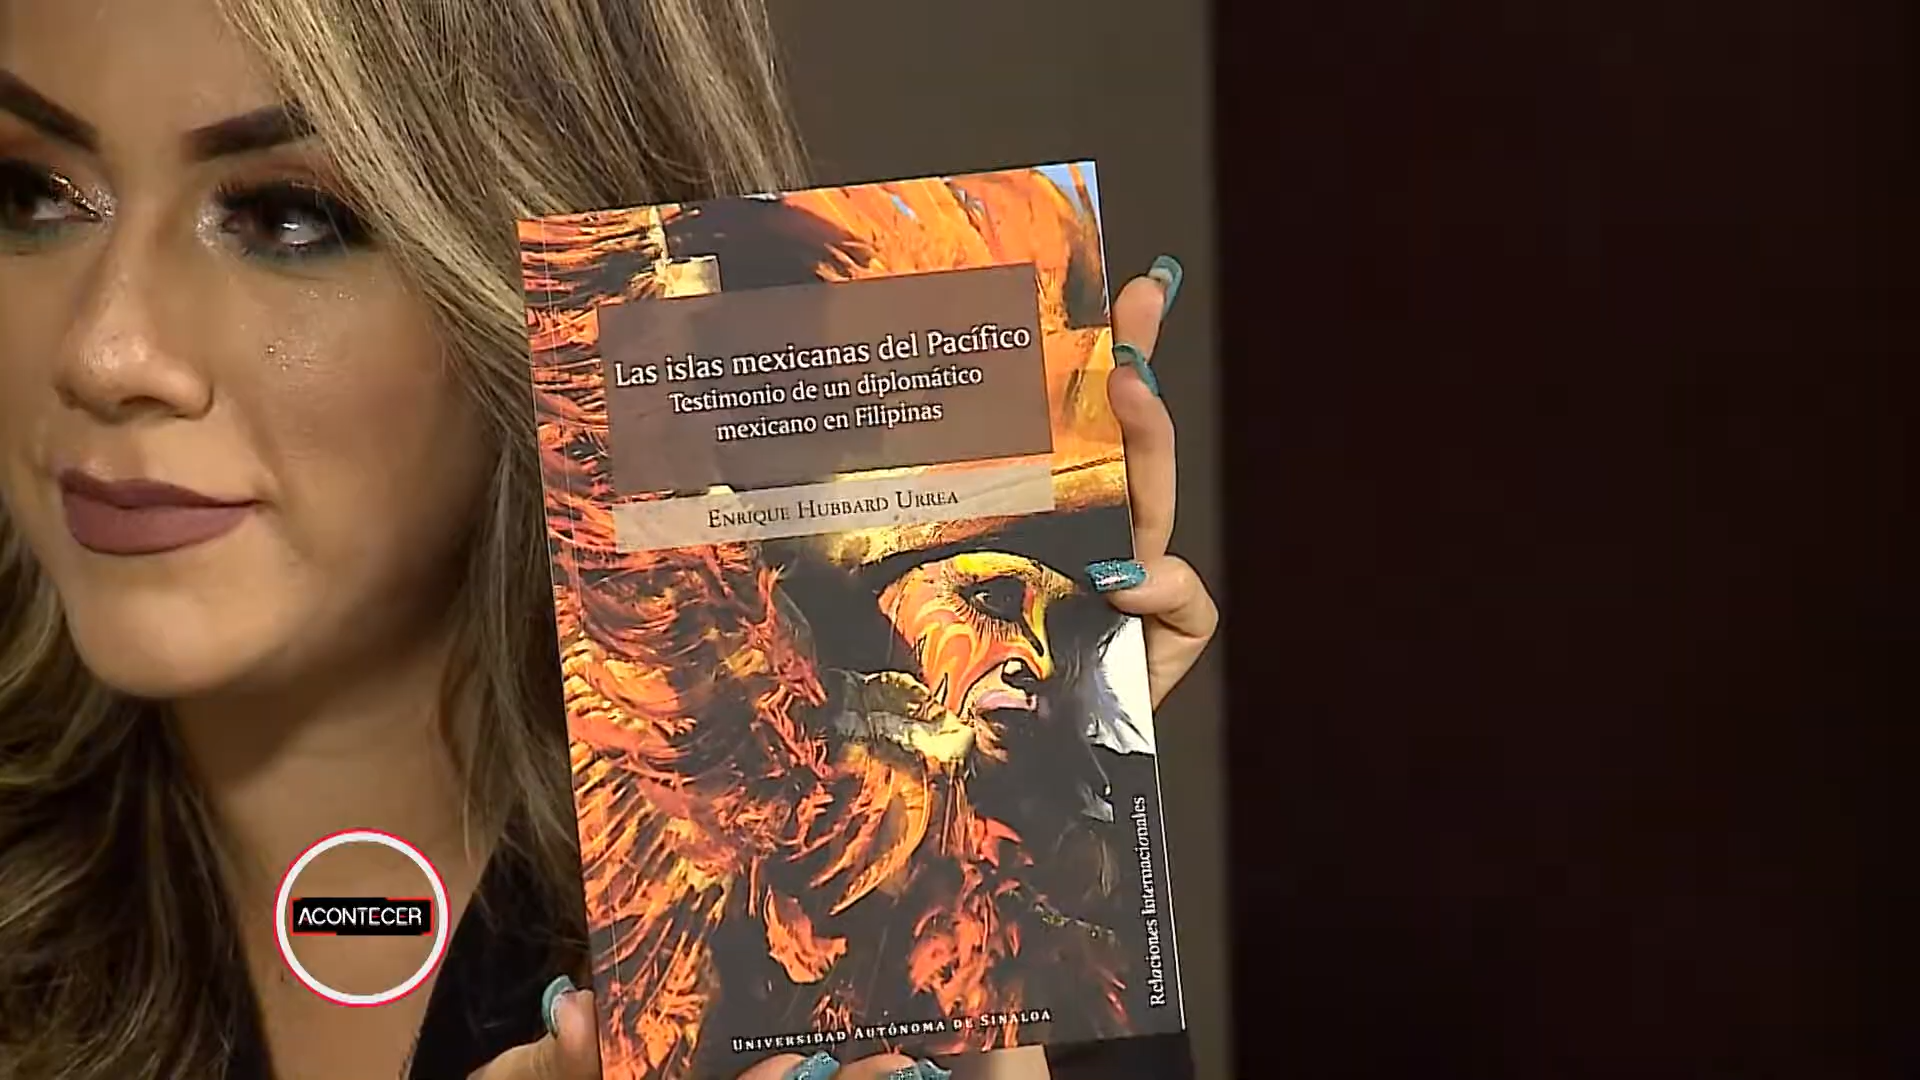 Las islas mexicanas del Pacífico
Testimonio de un diplomático
mexicano en Filipinas
ENRIQUE HUBBARD URREA
Relaciones Internacionales
UNIVERSIDAD AUTÓNOMA DE SINALOA
ACONTECER